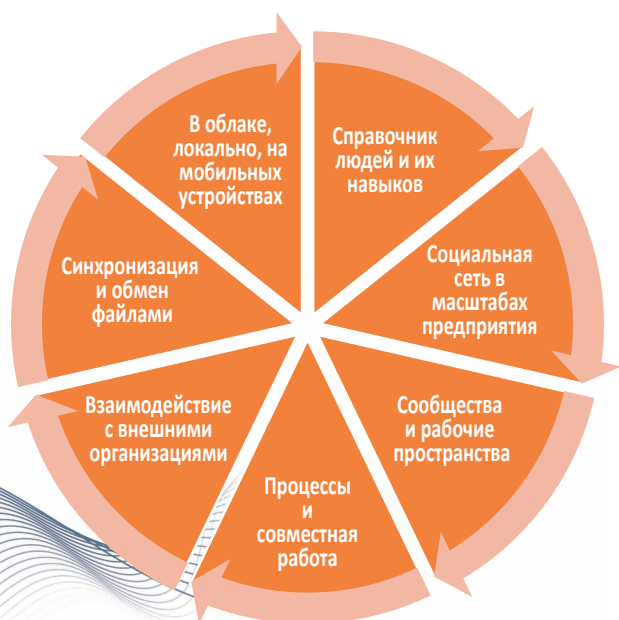 Справочник
людей и их
навыков
Социальная
сеть в
масштабах
предприятия
Сообщества
и рабочие
пространства
Процессы
и
совместная
работа
Взаимодействие
с внешними
организациями
Синхронизация
и обмен
файлами
В облаке,
локально, на
мобильных
устройствах